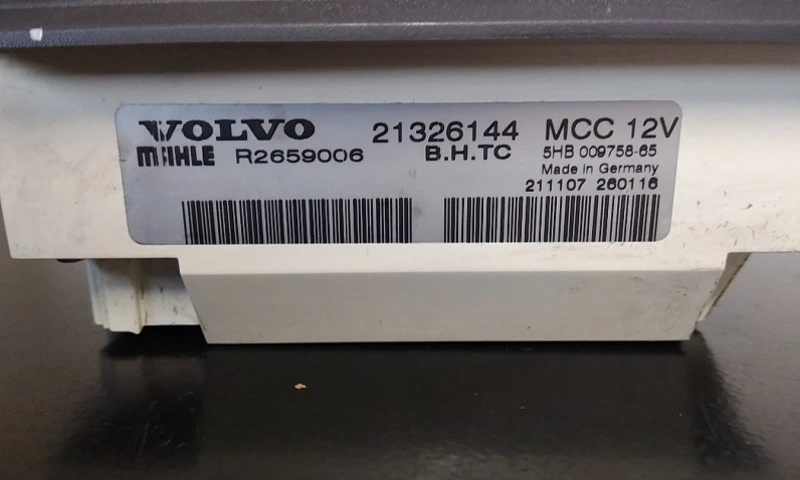 VOLVO 21326144 MCC 12V
MAHLE R2659006 B.H.TC 5HB 009758-65
Made in Germany
211107 260116